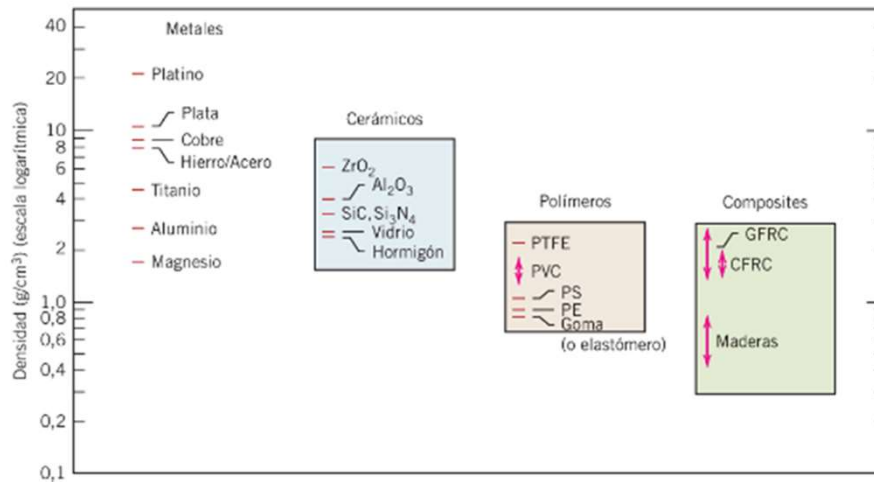 Densidad (g/cm³) (escala logarítmica)
40
20
10
8
6
4
2
1,0
0,8
0,6
0,4
0,2
0,1
Metales
Platino
Plata
Cobre
Hierro/Acero
Titanio
Aluminio
Magnesio
Cerámicos
ZrO₂
Al₂O₃
SiC, Si₃N₄
Vidrio
Hormigón
Polímeros
PTFE
PVC
PS
PE
Goma
(o elastómero)
Composites
GFRC
CFRC
Maderas